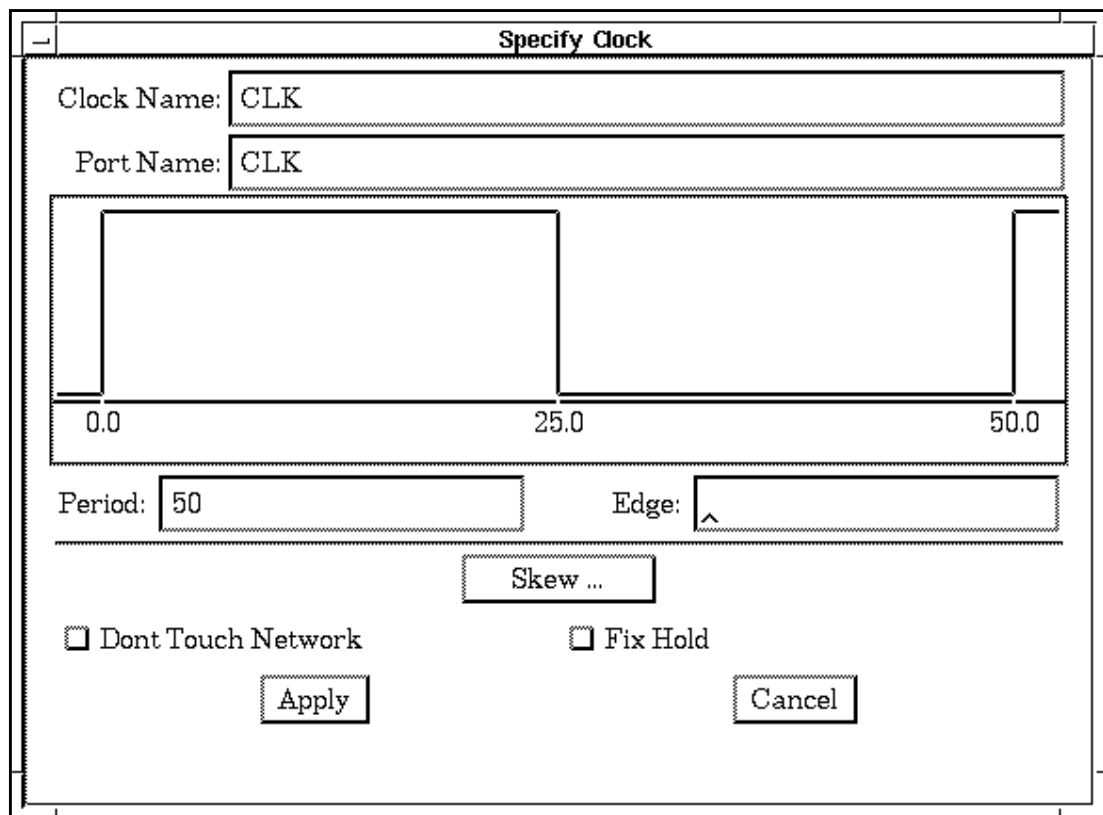 Specify Clock
Clock Name: CLK
Port Name: CLK
0.0 25.0 50.0
Period: 50 Edge:
Skew ...
Dont Touch Network Fix Hold
Apply Cancel